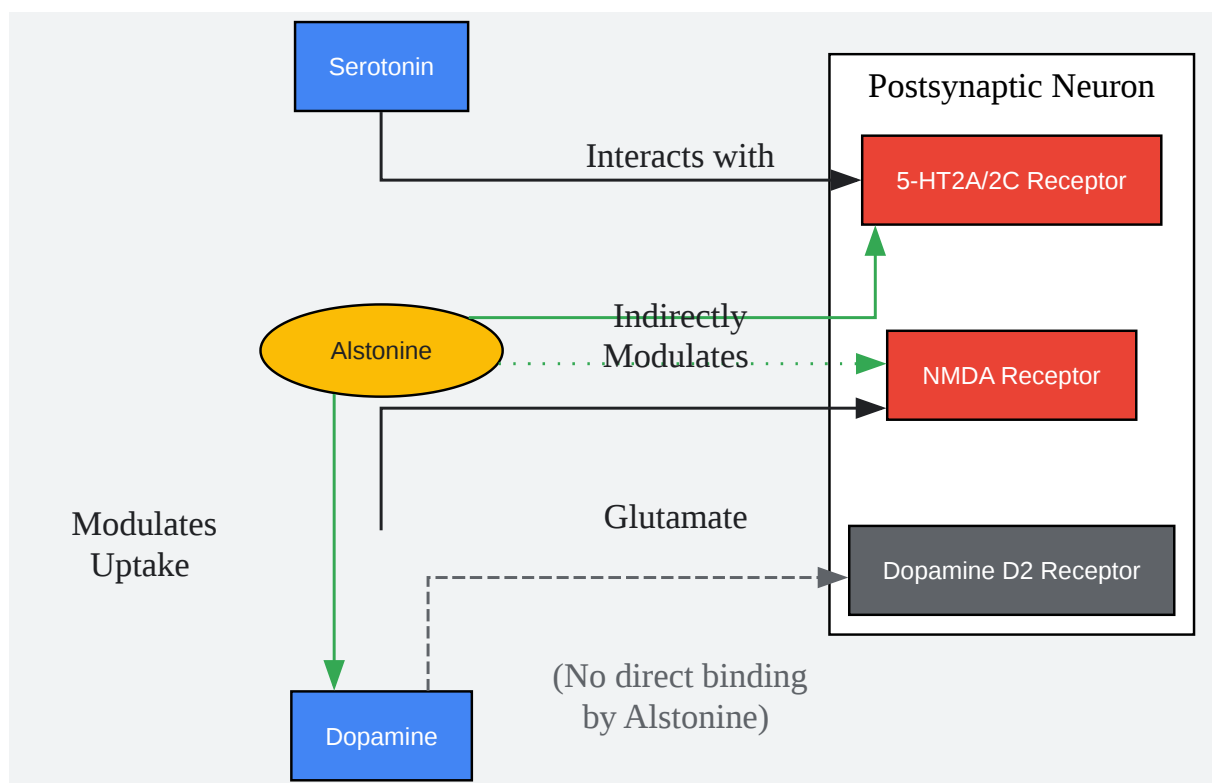 Serotonin
Postsynaptic Neuron
Interacts with
5-HT2A/2C Receptor
Indirectly
Modulates
Alstonine
NMDA Receptor
Modulates
Uptake
Glutamate
Dopamine D2 Receptor
(No direct binding
by Alstonine)
Dopamine